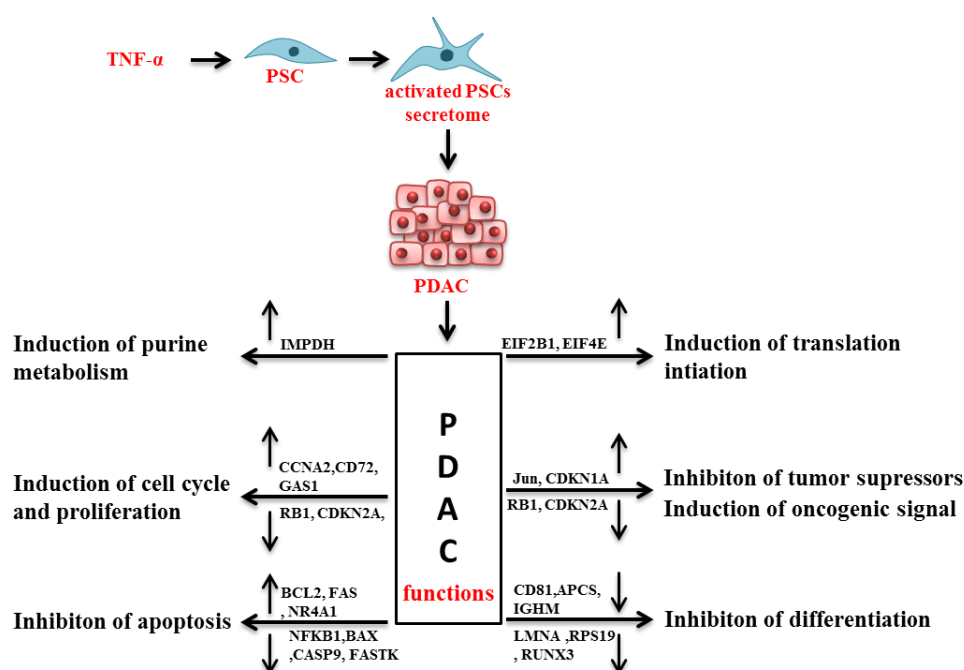 TNF-α
PSC
activated PSCs
secretome
PDAC
Induction of purine
metabolism
IMPDH
EIF2B1, EIF4E
Induction of translation
intiation
P
D
A
C
functions
Induction of cell cycle
and proliferation
CCNA2,CD72,
GAS1
RB1, CDKN2A,
Jun, CDKN1A
RB1, CDKN2A
Inhibiton of tumor supressors
Induction of oncogenic signal
Inhibiton of apoptosis
BCL2, FAS
, NR4A1
NFKB1,BAX
,CASP9, FASTK
CD81,APCS,
IGHM
LMNA ,RPS19
, RUNX3
Inhibiton of differentiation